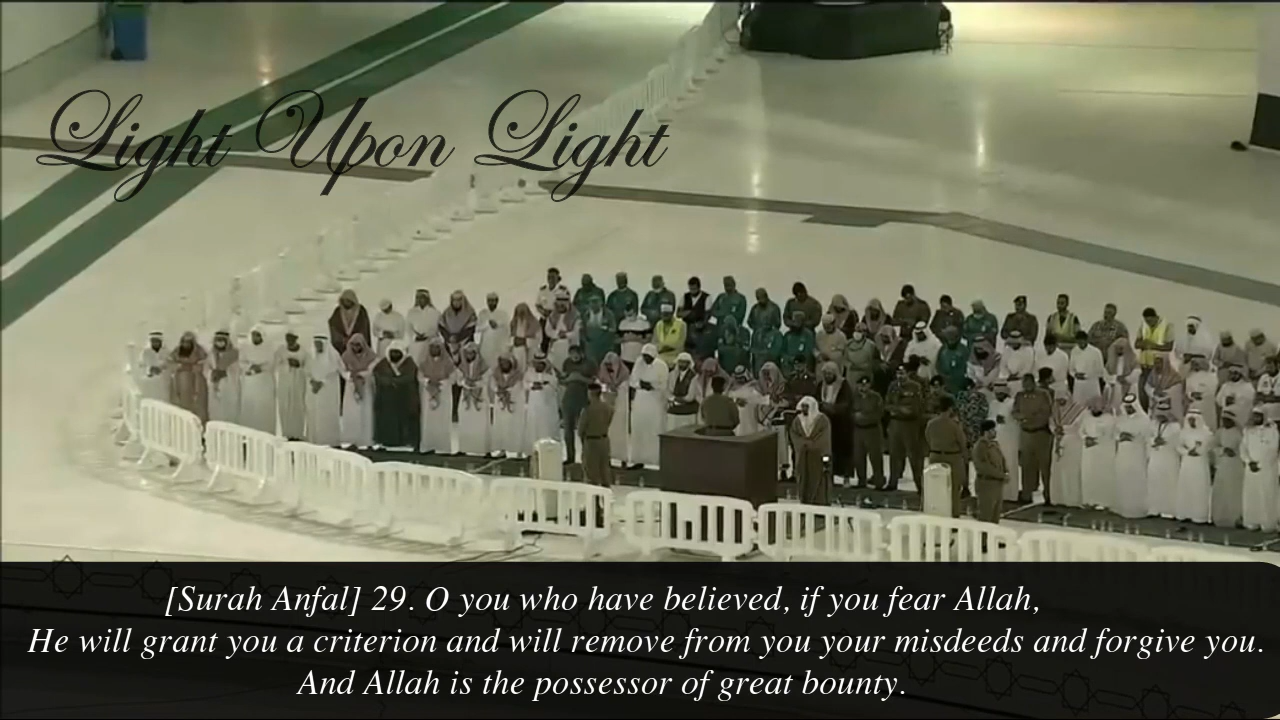 Light Upon Light
[Surah Anfal] 29. O you who have believed, if you fear Allah,
He will grant you a criterion and will remove from you your misdeeds and forgive you.
And Allah is the possessor of great bounty.